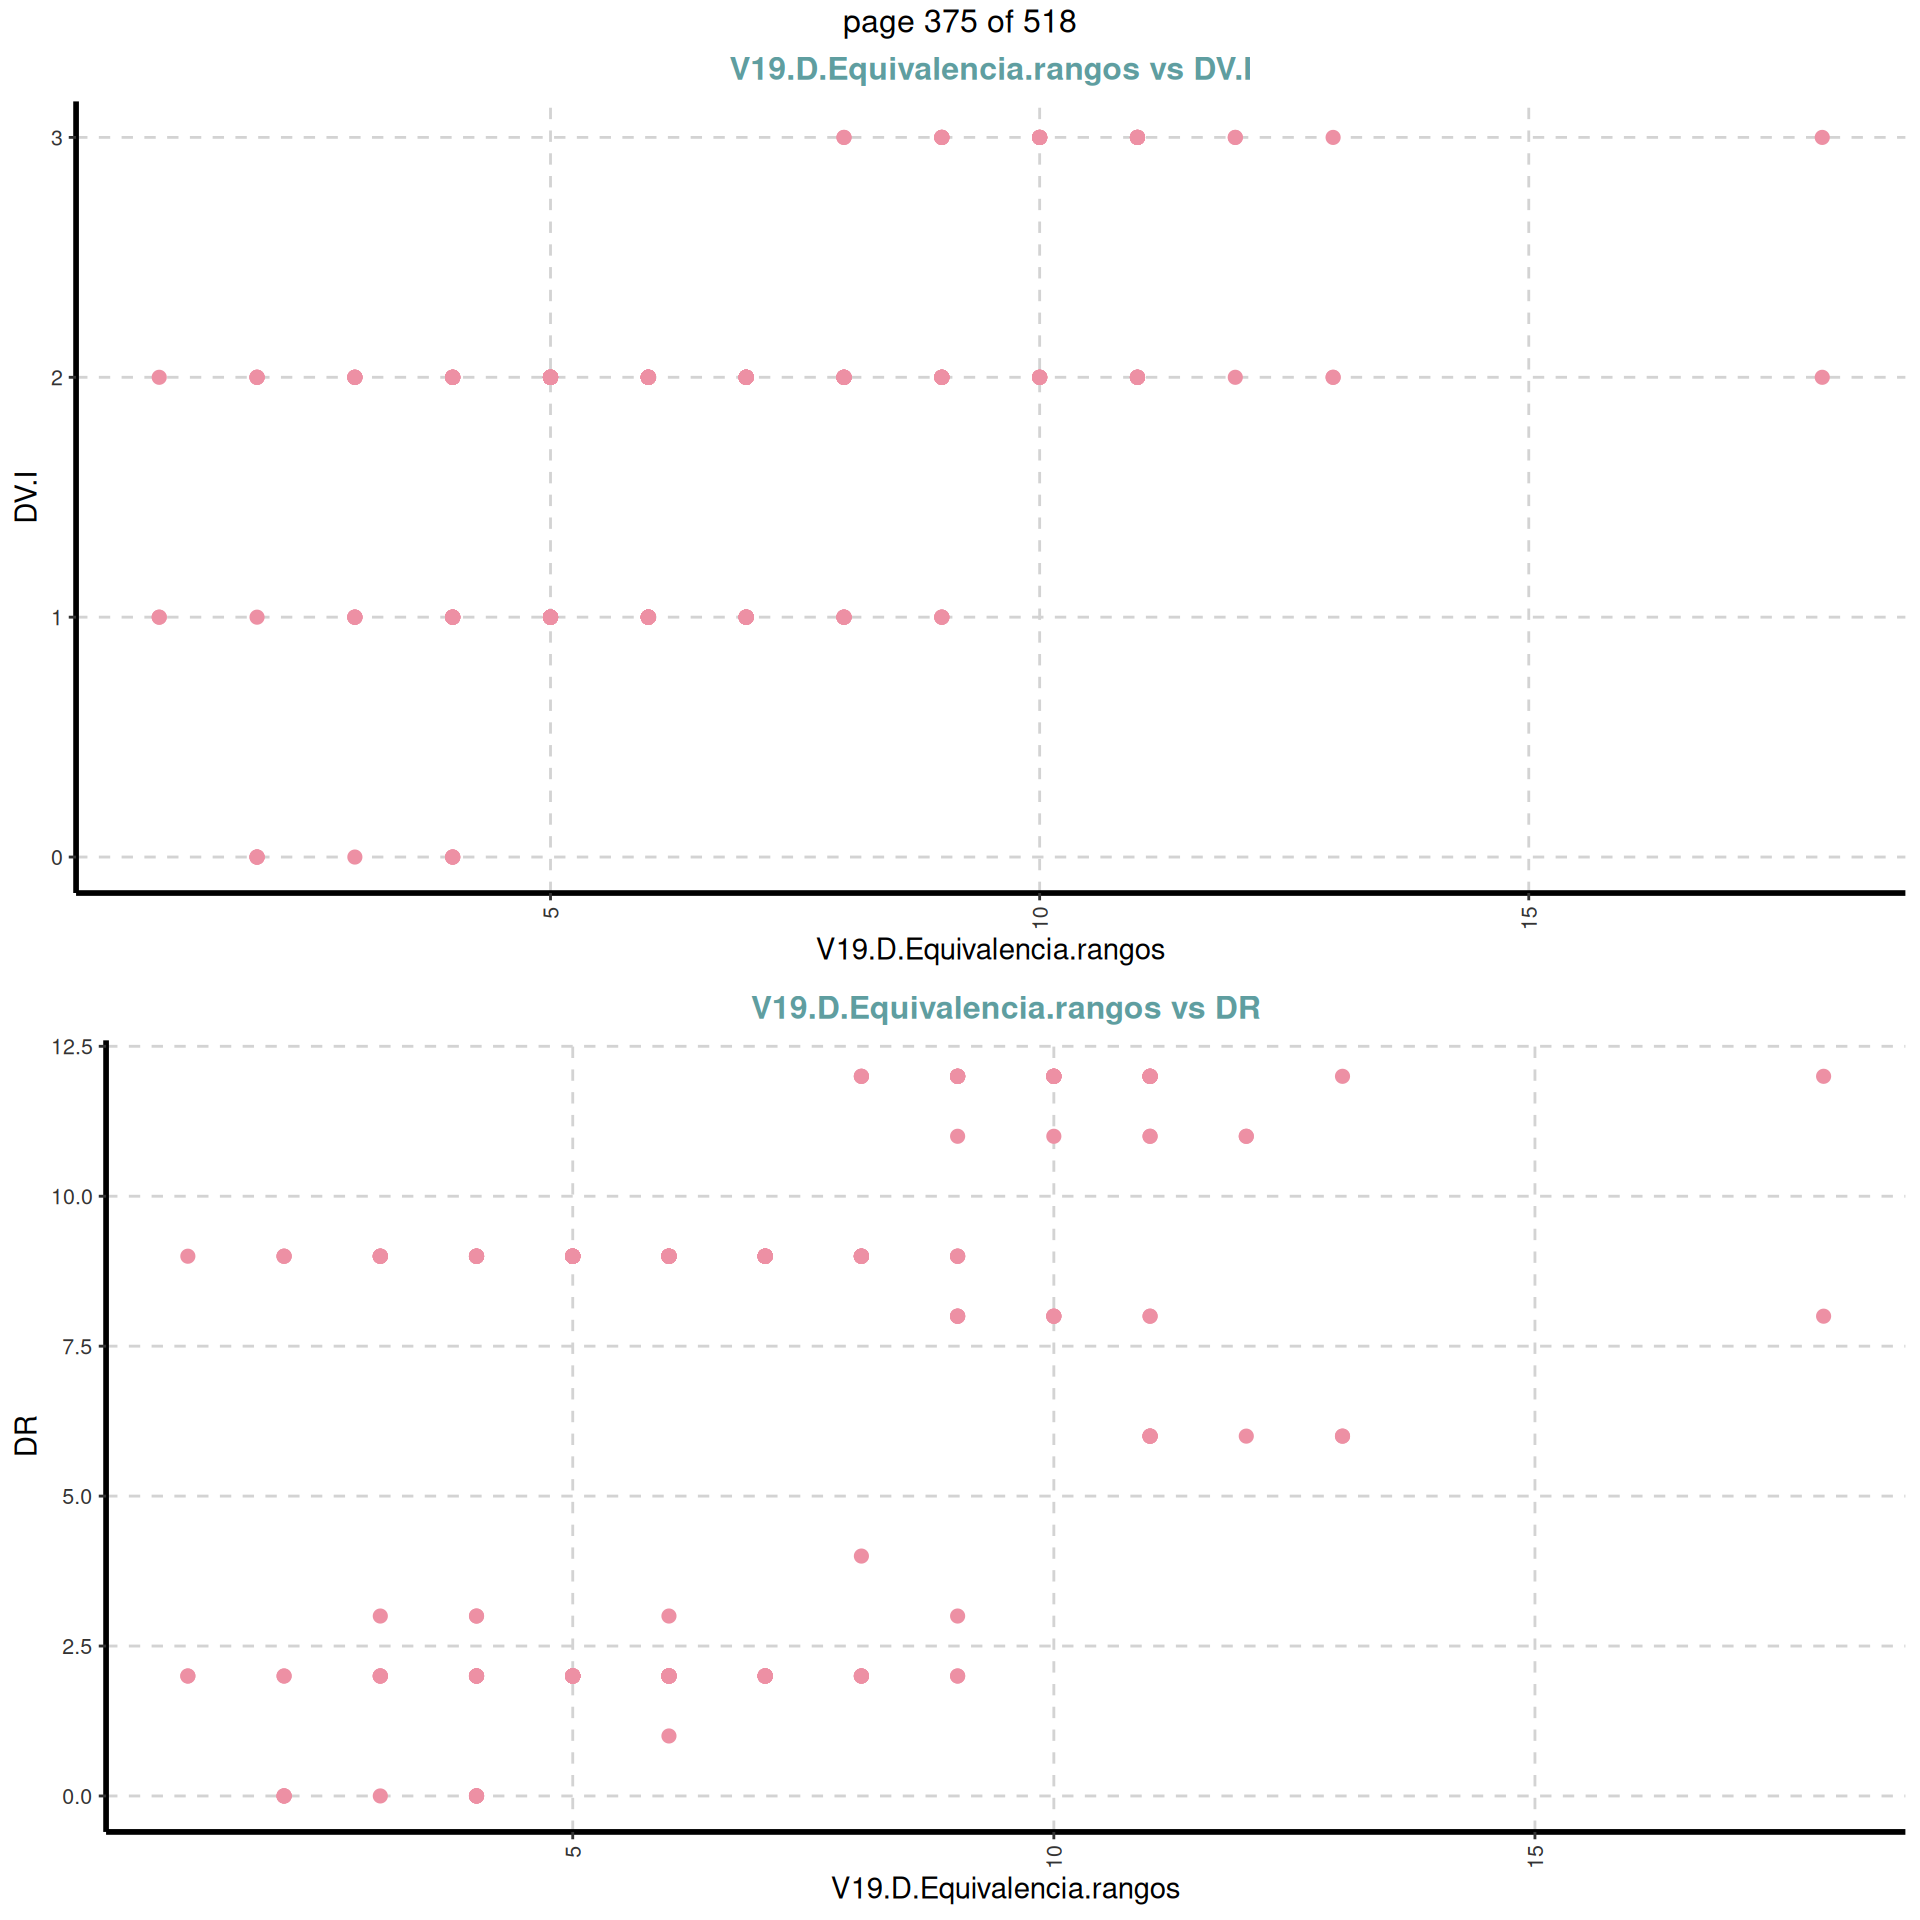 page 375 of 518
V19.D.Equivalencia.rangos vs DV.I
3
2
1
0
DV.I
5
10
15
V19.D.Equivalencia.rangos
V19.D.Equivalencia.rangos vs DR
12.5
10.0
7.5
5.0
2.5
0.0
DR
5
10
15
V19.D.Equivalencia.rangos